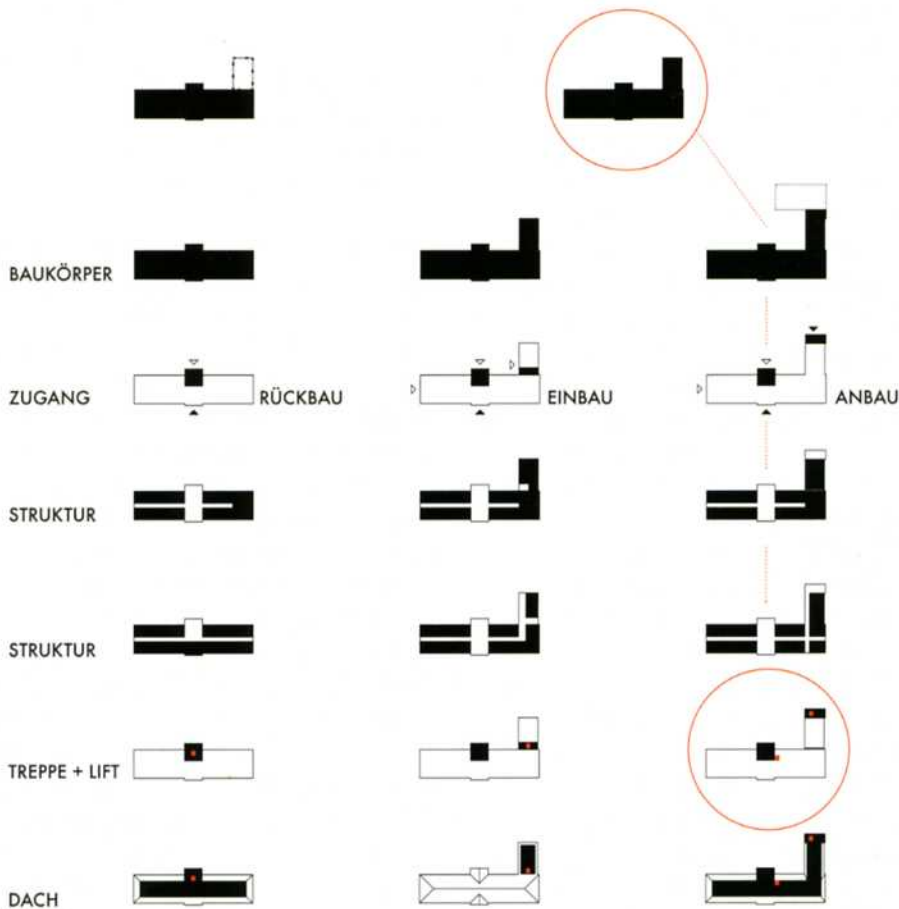 BAUKÖRPER
ZUGANG RÜCKBAU EINBAU ANBAU
STRUKTUR
STRUKTUR
TREPPE + LIFT
DACH